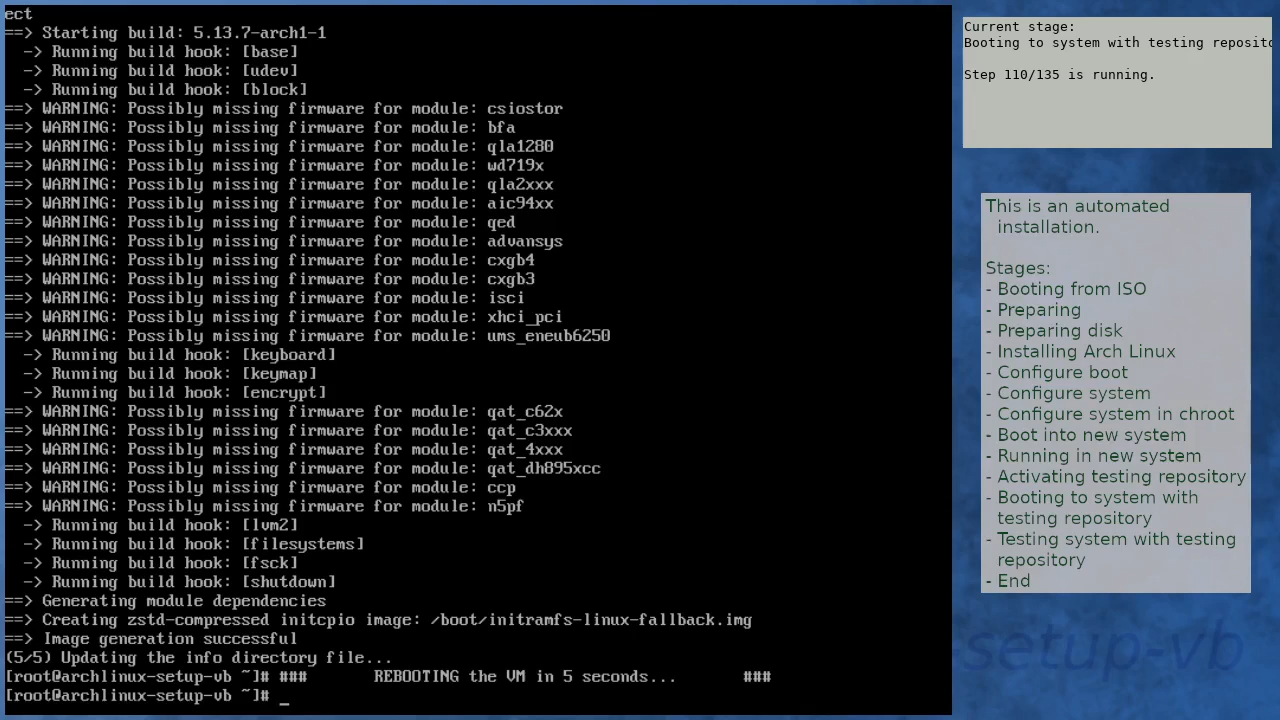 ect
==> Starting build: 5.13.7-arch1-1
  -> Running build hook: [base]
  -> Running build hook: [udev]
  -> Running build hook: [block]
==> WARNING: Possibly missing firmware for module: csiostor
==> WARNING: Possibly missing firmware for module: bfa
==> WARNING: Possibly missing firmware for module: qla1280
==> WARNING: Possibly missing firmware for module: wd719x
==> WARNING: Possibly missing firmware for module: qla2xxx
==> WARNING: Possibly missing firmware for module: aic94xx
==> WARNING: Possibly missing firmware for module: qed
==> WARNING: Possibly missing firmware for module: advansys
==> WARNING: Possibly missing firmware for module: cxgb4
==> WARNING: Possibly missing firmware for module: cxgb3
==> WARNING: Possibly missing firmware for module: isci
==> WARNING: Possibly missing firmware for module: xhci_pci
==> WARNING: Possibly missing firmware for module: ums_eneub6250
  -> Running build hook: [keyboard]
  -> Running build hook: [keymap]
  -> Running build hook: [encrypt]
==> WARNING: Possibly missing firmware for module: qat_c62x
==> WARNING: Possibly missing firmware for module: qat_c3xxx
==> WARNING: Possibly missing firmware for module: qat_4xxx
==> WARNING: Possibly missing firmware for module: qat_dh895xcc
==> WARNING: Possibly missing firmware for module: ccp
==> WARNING: Possibly missing firmware for module: n5pf
  -> Running build hook: [lvm2]
  -> Running build hook: [filesystems]
  -> Running build hook: [fsck]
  -> Running build hook: [shutdown]
==> Generating module dependencies
==> Creating zstd-compressed initcpio image: /boot/initramfs-linux-fallback.img
==> Image generation successful
(5/5) Updating the info directory file...
[root@archlinux-setup-vb ~]# ###       REBOOTING the VM in 5 seconds...       ###
[root@archlinux-setup-vb ~]# _
Current stage:
Booting to system with testing reposito
Step 110/135 is running.
This is an automated
installation.
Stages:
- Booting from ISO
- Preparing
- Preparing disk
- Installing Arch Linux
- Configure boot
- Configure system
- Configure system in chroot
- Boot into new system
- Running in new system
- Activating testing repository
- Booting to system with
testing repository
- Testing system with testing
repository
- End
-setup-vb